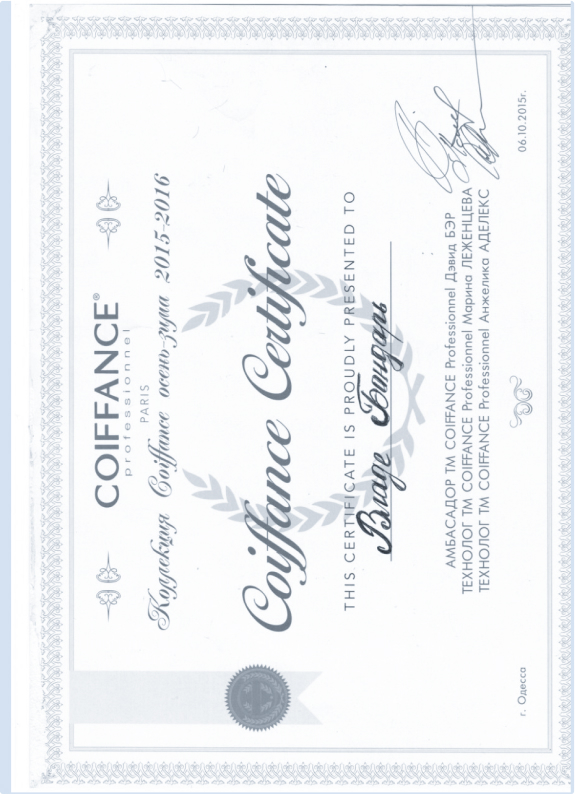 COIFFANCE®
professionnel
PARIS
Коллекция Coiffance осень-зима 2015-2016
Coiffance Certificate
THIS CERTIFICATE IS PROUDLY PRESENTED TO
Владе Бондарь
АМБАСАДОР ТМ COIFFANCE Professionnel Дэвид БЭР
ТЕХНОЛОГ ТМ COIFFANCE Professionnel Марина ЛЕЖЕНЦЕВА
ТЕХНОЛОГ ТМ COIFFANCE Professionnel Анжелика АДЕЛЕКС
г. Одесса
06.10.2015г.